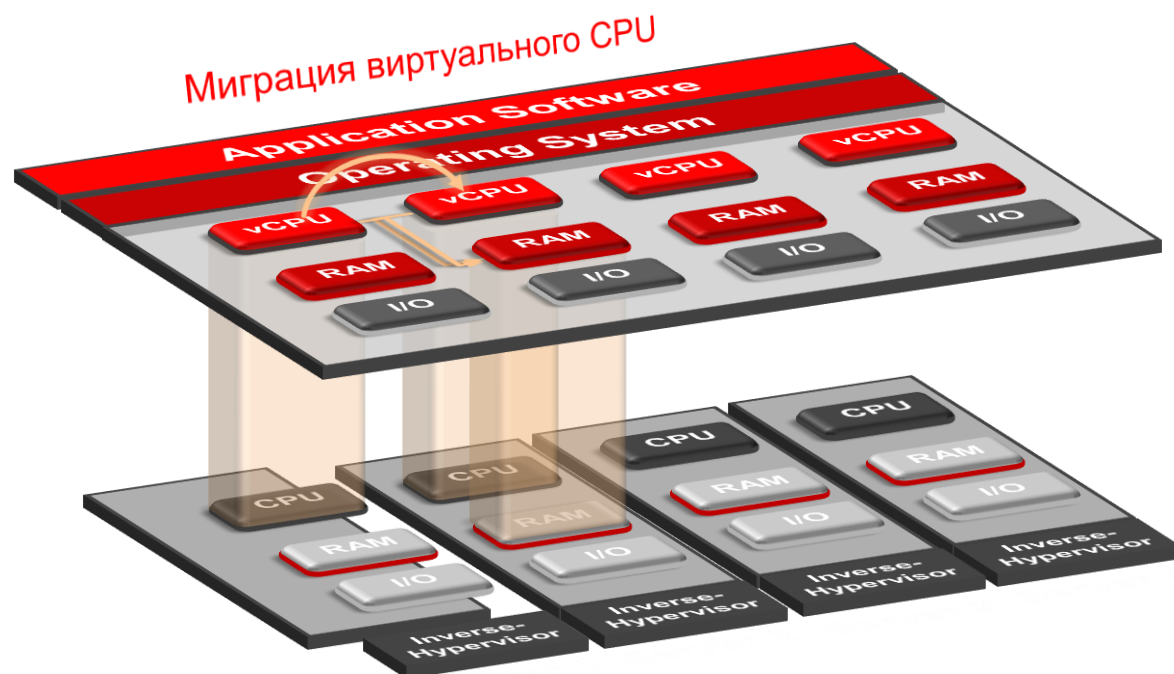 Миграция виртуального CPU
Application Software
Operating System
vCPU
vCPU
vCPU
vCPU
RAM
RAM
RAM
RAM
I/O
I/O
I/O
I/O
CPU
CPU
CPU
CPU
RAM
RAM
RAM
RAM
I/O
I/O
I/O
I/O
Inverse-
Hypervisor
Inverse-
Hypervisor
Inverse-
Hypervisor
Inverse-
Hypervisor